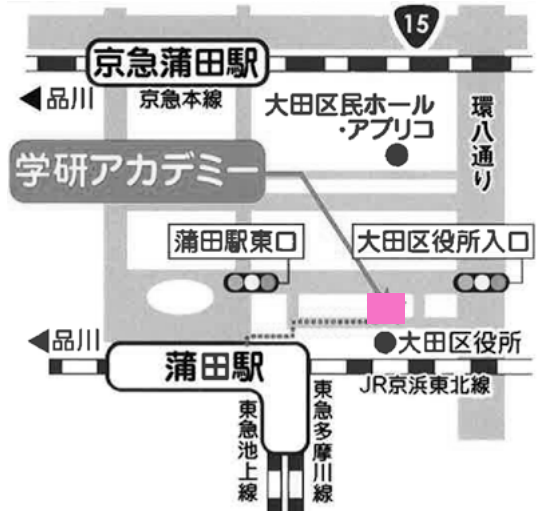 15
京急蒲田駅
品川
京急本線
大田区民ホール
・アプリコ
環八通り
学研アカデミー
蒲田駅東口
大田区役所入口
品川
大田区役所
蒲田駅
JR京浜東北線
東急池上線
東急多摩川線